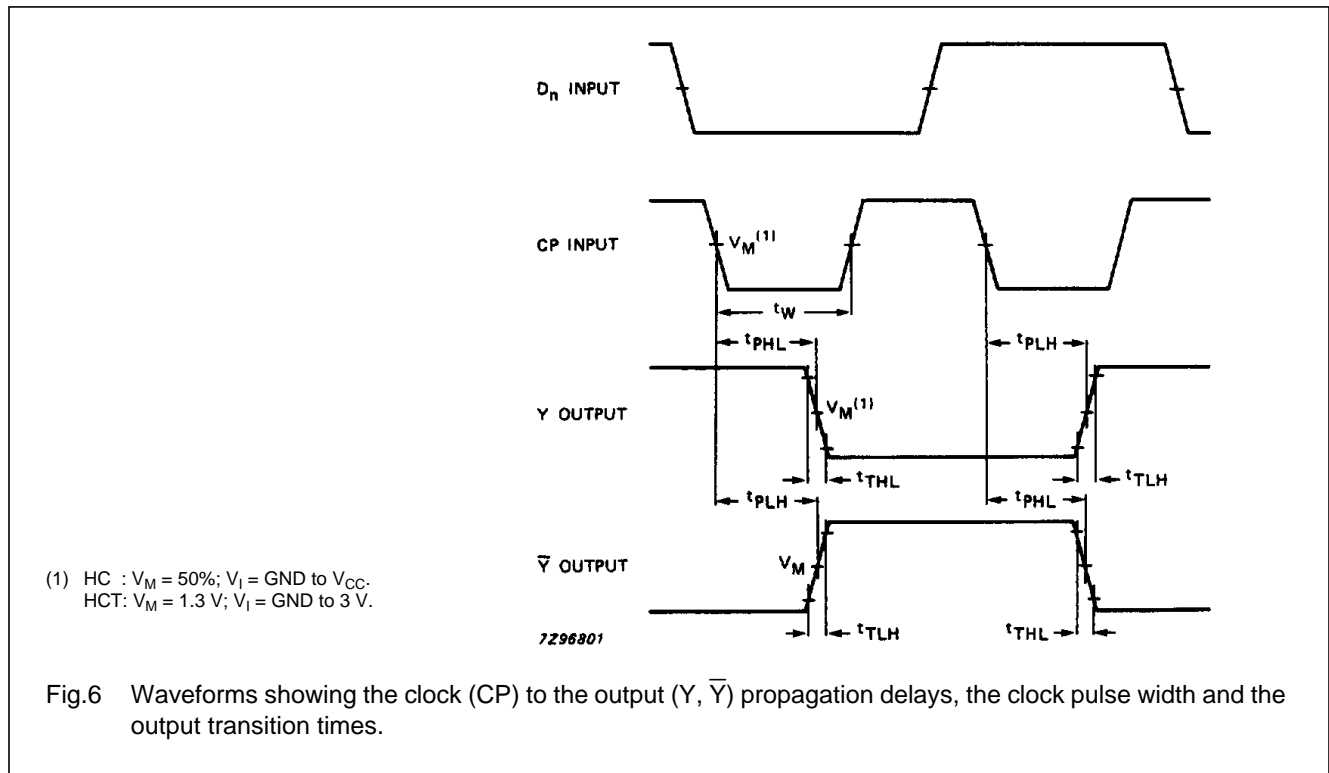 Dn INPUT
CP INPUT
VM(1)
tW
tPHL
tPLH
Y OUTPUT
VM(1)
tTHL
tTLH
tPLH
tPHL
Y̅ OUTPUT
VM
tTLH
tTHL
7Z96801
(1) HC : VM = 50%; VI = GND to VCC.
HCT: VM = 1.3 V; VI = GND to 3 V.
Fig.6 Waveforms showing the clock (CP) to the output (Y, Y̅) propagation delays, the clock pulse width and the
output transition times.